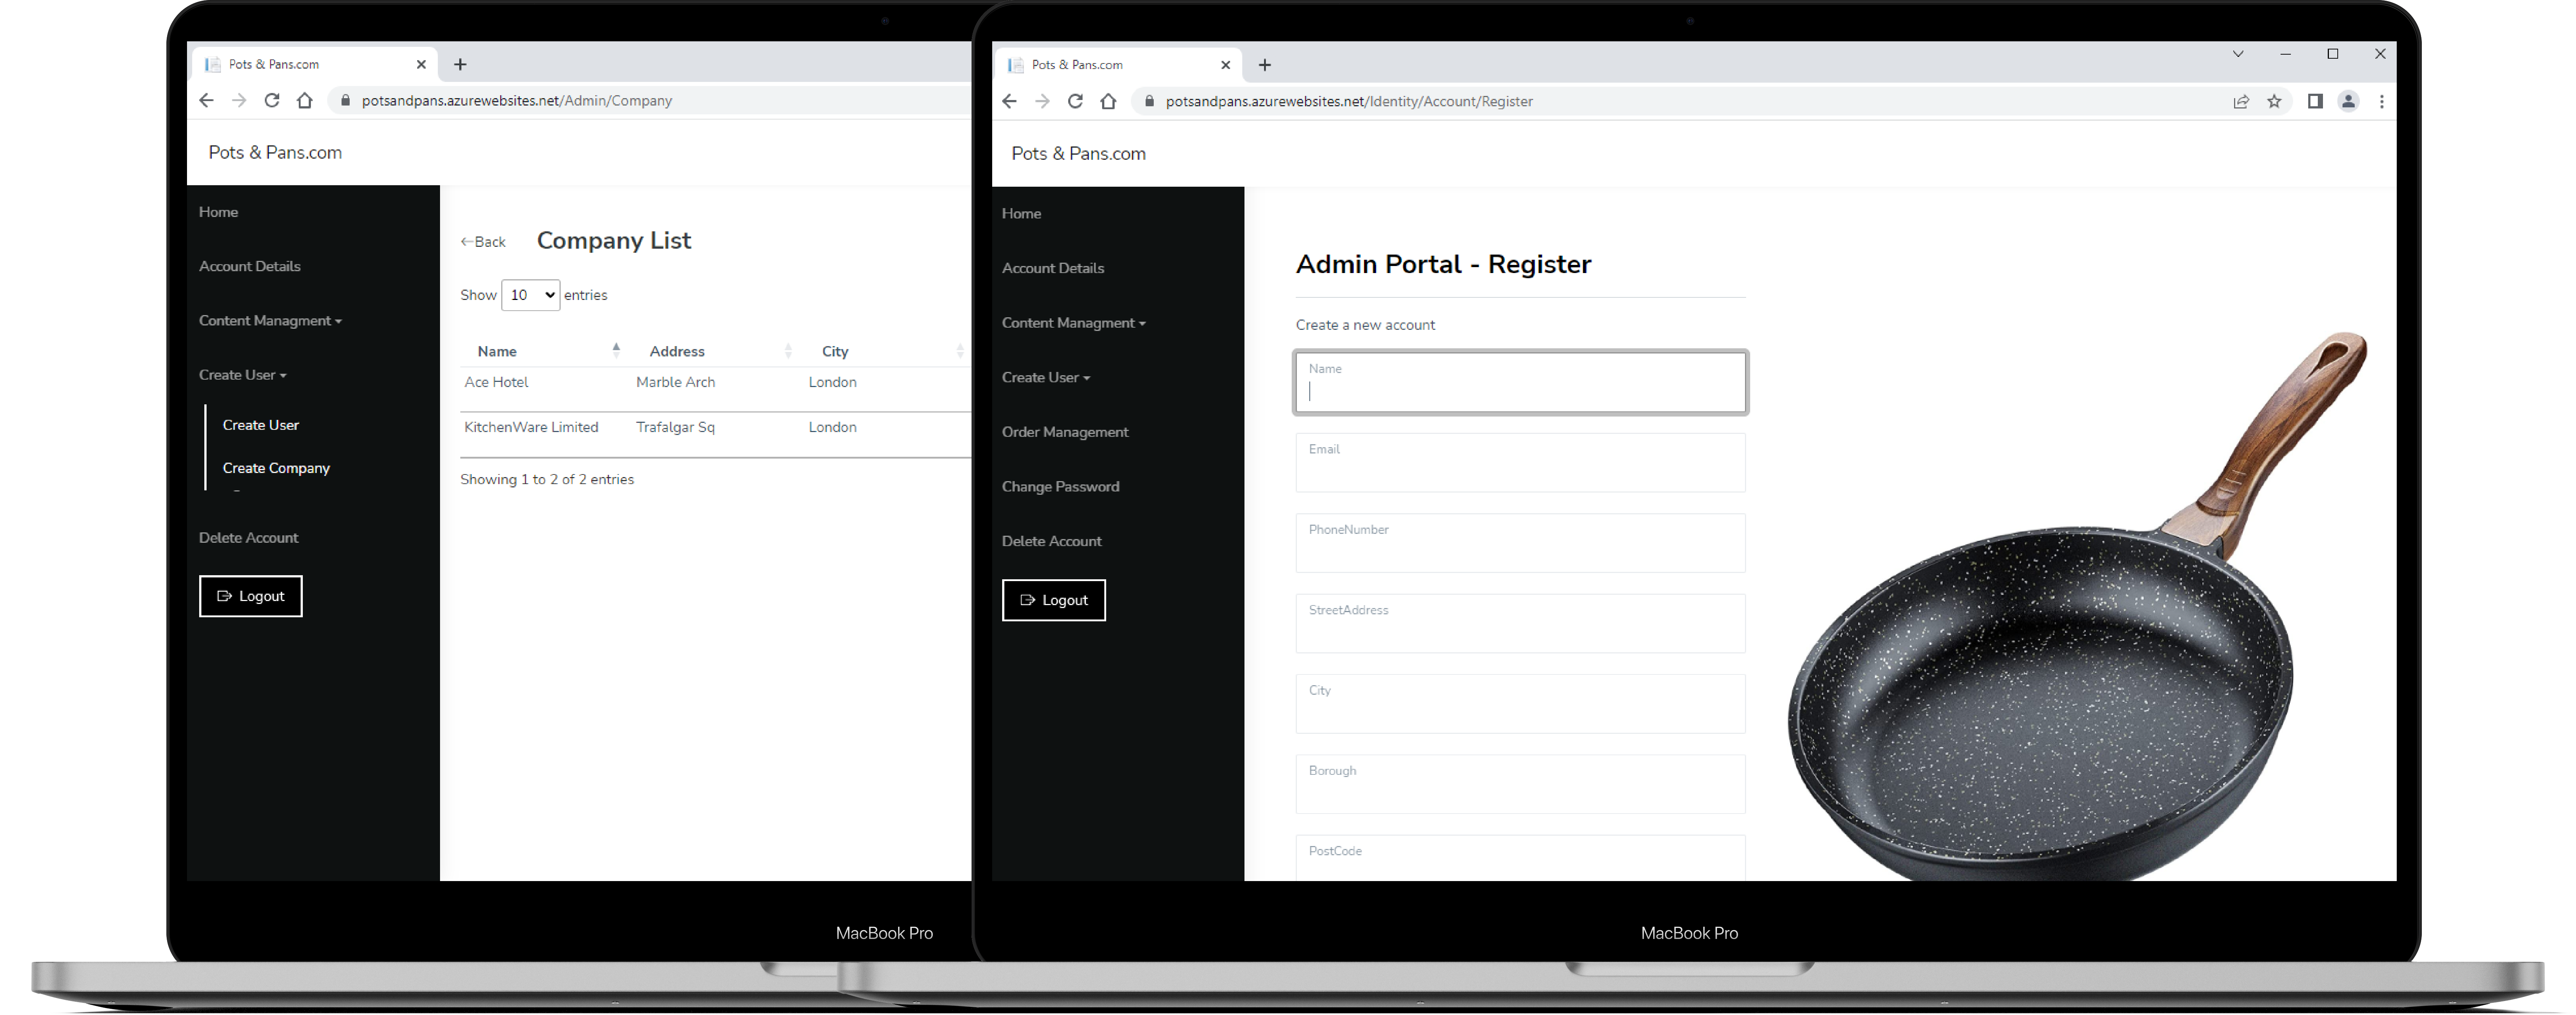 Pots & Pans.com
potsandpans.azurewebsites.net/Admin/Company
Pots & Pans.com
Home
Account Details
Content Managment
Create User
Create User
Create Company
Delete Account
Logout
Back
Company List
Show 10 entries
Name Address City
Ace Hotel Marble Arch London
KitchenWare Limited Trafalgar Sq London
Showing 1 to 2 of 2 entries
MacBook Pro
Pots & Pans.com
potsandpans.azurewebsites.net/Identity/Account/Register
Pots & Pans.com
Home
Account Details
Content Managment
Create User
Order Management
Change Password
Delete Account
Logout
Admin Portal - Register
Create a new account
Name
Email
PhoneNumber
StreetAddress
City
Borough
PostCode
MacBook Pro